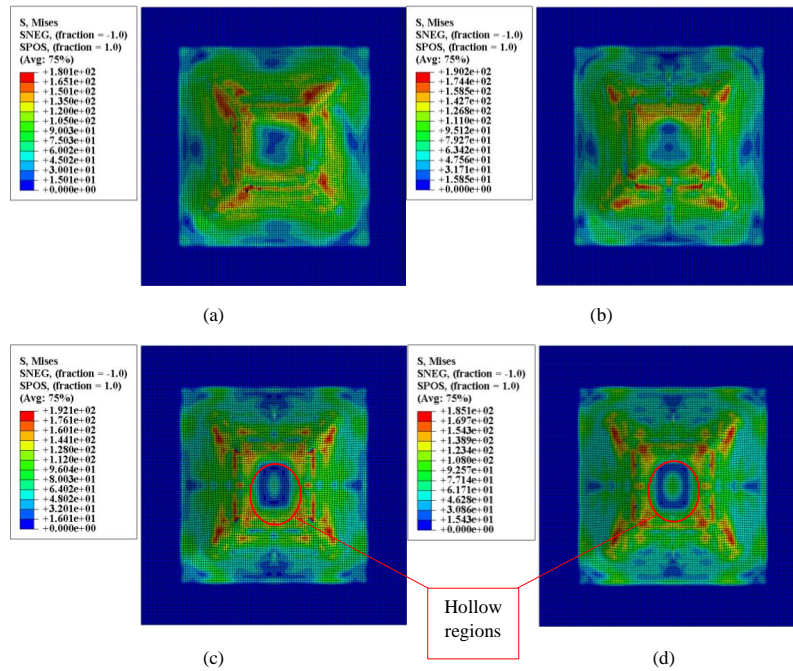 S, Mises
SNEG, (fraction = -1.0)
SPOS, (fraction = 1.0)
(Avg: 75%)
+1.801e+02
+1.651e+02
+1.501e+02
+1.350e+02
+1.200e+02
+1.050e+02
+9.003e+01
+7.503e+01
+6.002e+01
+4.502e+01
+3.001e+01
+1.501e+01
+0.000e+00
(a)
S, Mises
SNEG, (fraction = -1.0)
SPOS, (fraction = 1.0)
(Avg: 75%)
+1.902e+02
+1.744e+02
+1.585e+02
+1.427e+02
+1.268e+02
+1.110e+02
+9.512e+01
+7.927e+01
+6.342e+01
+4.756e+01
+3.171e+01
+1.585e+01
+0.000e+00
(b)
S, Mises
SNEG, (fraction = -1.0)
SPOS, (fraction = 1.0)
(Avg: 75%)
+1.921e+02
+1.761e+02
+1.601e+02
+1.441e+02
+1.280e+02
+1.120e+02
+9.604e+01
+8.003e+01
+6.402e+01
+4.802e+01
+3.201e+01
+1.601e+01
+0.000e+00
(c)
S, Mises
SNEG, (fraction = -1.0)
SPOS, (fraction = 1.0)
(Avg: 75%)
+1.851e+02
+1.697e+02
+1.543e+02
+1.389e+02
+1.234e+02
+1.080e+02
+9.257e+01
+7.714e+01
+6.171e+01
+4.628e+01
+3.086e+01
+1.543e+01
+0.000e+00
(d)
Hollow
regions